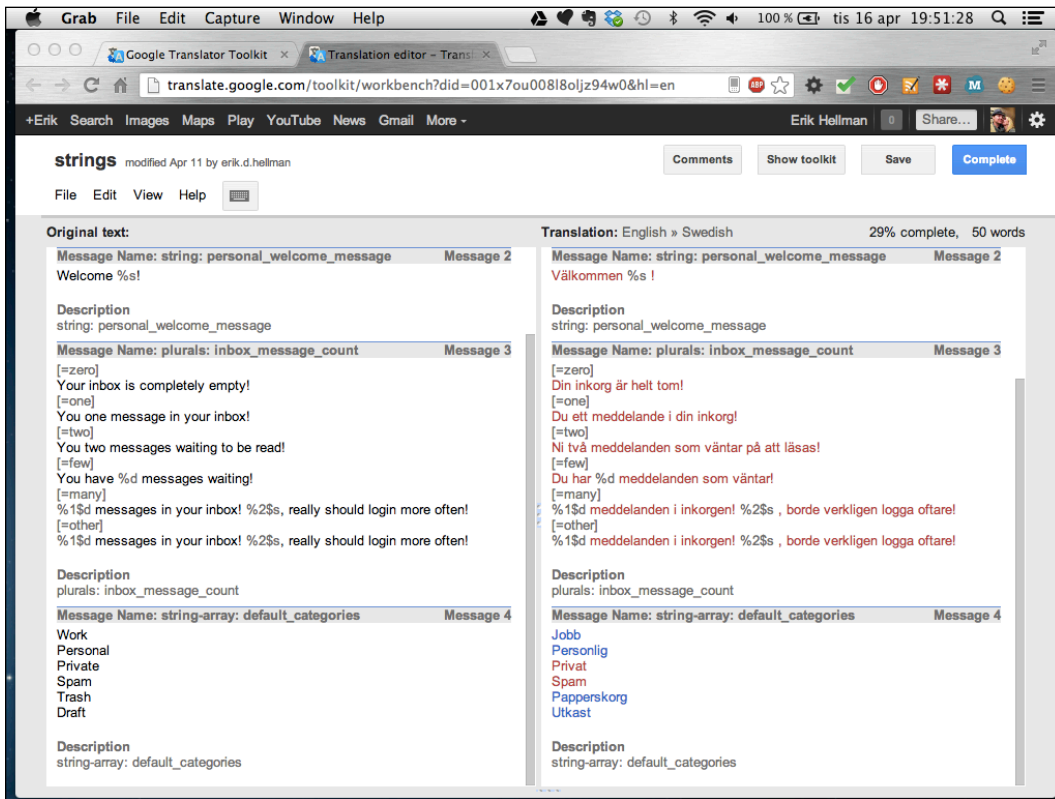 Grab File Edit Capture Window Help 100 % tis 16 apr 19:51:28
Google Translator Toolkit × Translation editor – Transl ×
translate.google.com/toolkit/workbench?did=001x7ou008l8oljz94w0&hl=en
+Erik Search Images Maps Play YouTube News Gmail More Erik Hellman 0 Share...
strings modified Apr 11 by erik.d.hellman Comments Show toolkit Save Complete
File Edit View Help
Original text: Translation: English » Swedish 29% complete, 50 words
Message Name: string: personal_welcome_message Message 2
Welcome %s!
Description
string: personal_welcome_message
Message Name: plurals: inbox_message_count Message 3
[=zero]
Your inbox is completely empty!
[=one]
You one message in your inbox!
[=two]
You two messages waiting to be read!
[=few]
You have %d messages waiting!
[=many]
%1$d messages in your inbox! %2$s, really should login more often!
[=other]
%1$d messages in your inbox! %2$s, really should login more often!
Description
plurals: inbox_message_count
Message Name: string-array: default_categories Message 4
Work
Personal
Private
Spam
Trash
Draft
Description
string-array: default_categories
Message Name: string: personal_welcome_message Message 2
Välkommen %s !
Description
string: personal_welcome_message
Message Name: plurals: inbox_message_count Message 3
[=zero]
Din inkorg är helt tom!
[=one]
Du ett meddelande i din inkorg!
[=two]
Ni två meddelanden som väntar på att läsas!
[=few]
Du har %d meddelanden som väntar!
[=many]
%1$d meddelanden i inkorgen! %2$s , borde verkligen logga oftare!
[=other]
%1$d meddelanden i inkorgen! %2$s , borde verkligen logga oftare!
Description
plurals: inbox_message_count
Message Name: string-array: default_categories Message 4
Jobb
Personlig
Privat
Spam
Papperskorg
Utkast
Description
string-array: default_categories